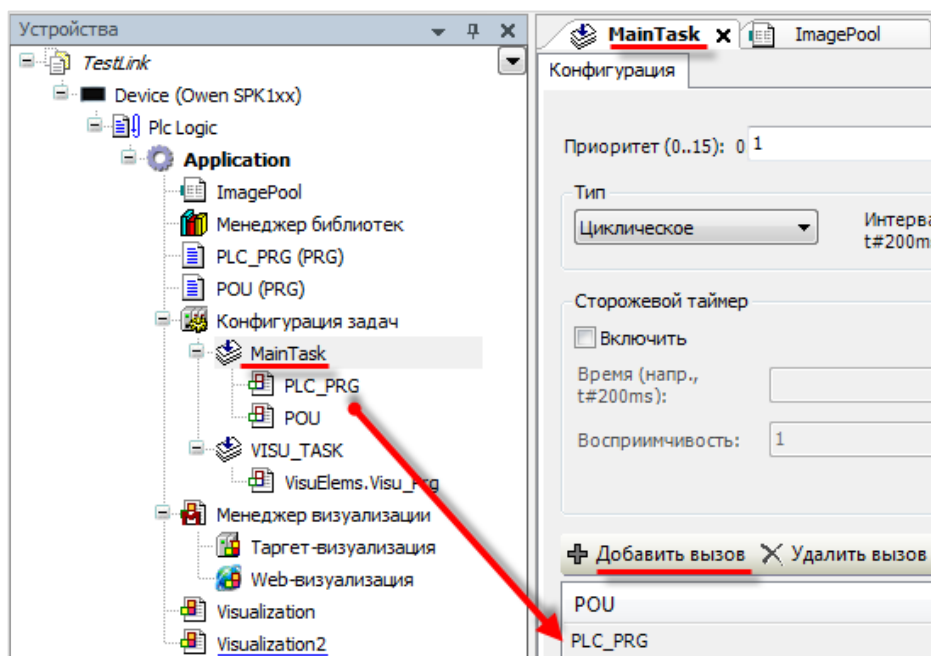 Устройства
TestLink
Device (Owen SPK1xx)
Plc Logic
Application
ImagePool
Менеджер библиотек
PLC_PRG (PRG)
POU (PRG)
Конфигурация задач
MainTask
PLC_PRG
POU
VISU_TASK
VisuElems.Visu_Prg
Менеджер визуализации
Таргет-визуализация
Web-визуализация
Visualization
Visualization2
MainTask ImagePool
Конфигурация
Приоритет (0..15): 0 1
Тип
Циклическое
Сторожевой таймер
Включить
Время (напр.,
t#200ms):
Восприимчивость: 1
Добавить вызов Удалить вызов
POU
PLC_PRG